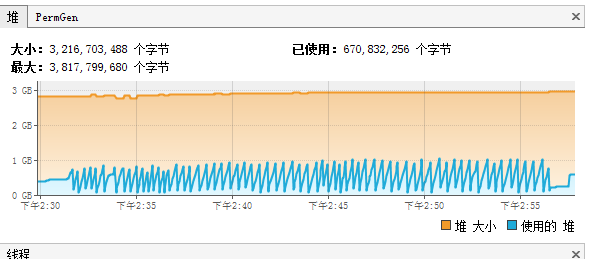 堆 PermGen
大小: 3,216,703,488 个字节 已使用: 670,832,256 个字节
最大: 3,817,799,680 个字节
3 GB
2 GB
1 GB
0 GB
下午2:30 下午2:35 下午2:40 下午2:45 下午2:50 下午2:55
堆 大小 使用的 堆
线程